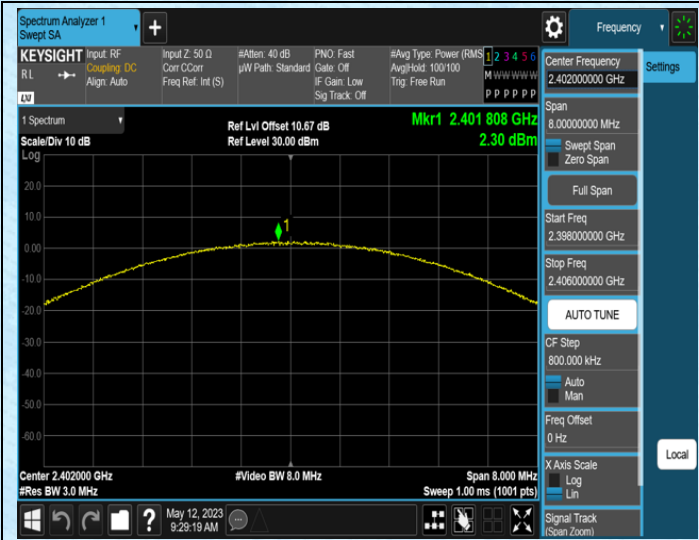 Spectrum Analyzer 1
Swept SA
+
Frequency
KEYSIGHT
RL
LXI
Input: RF
Coupling: DC
Align: Auto
Input Z: 50 Ω
Corr CCorr
Freq Ref: Int (S)
#Atten: 40 dB
µW Path: Standard
PNO: Fast
Gate: Off
IF Gain: Low
Sig Track: Off
#Avg Type: Power (RMS
Avg|Hold: 100/100
Trig: Free Run
1 2 3 4 5 6
M W W W W W
P P P P P P
1 Spectrum
Scale/Div 10 dB
Log
Ref Lvl Offset 10.67 dB
Ref Level 30.00 dBm
Mkr1 2.401 808 GHz
2.30 dBm
1
20.0
10.0
0.00
-10.0
-20.0
-30.0
-40.0
-50.0
-60.0
Center 2.402000 GHz
#Res BW 3.0 MHz
#Video BW 8.0 MHz
Span 8.000 MHz
Sweep 1.00 ms (1001 pts)
?
May 12, 2023
9:29:19 AM
Center Frequency
2.402000000 GHz
Settings
Span
8.00000000 MHz
Swept Span
Zero Span
Full Span
Start Freq
2.398000000 GHz
Stop Freq
2.406000000 GHz
AUTO TUNE
CF Step
800.000 kHz
Auto
Man
Freq Offset
0 Hz
X Axis Scale
Log
Lin
Local
Signal Track
(Span Zoom)